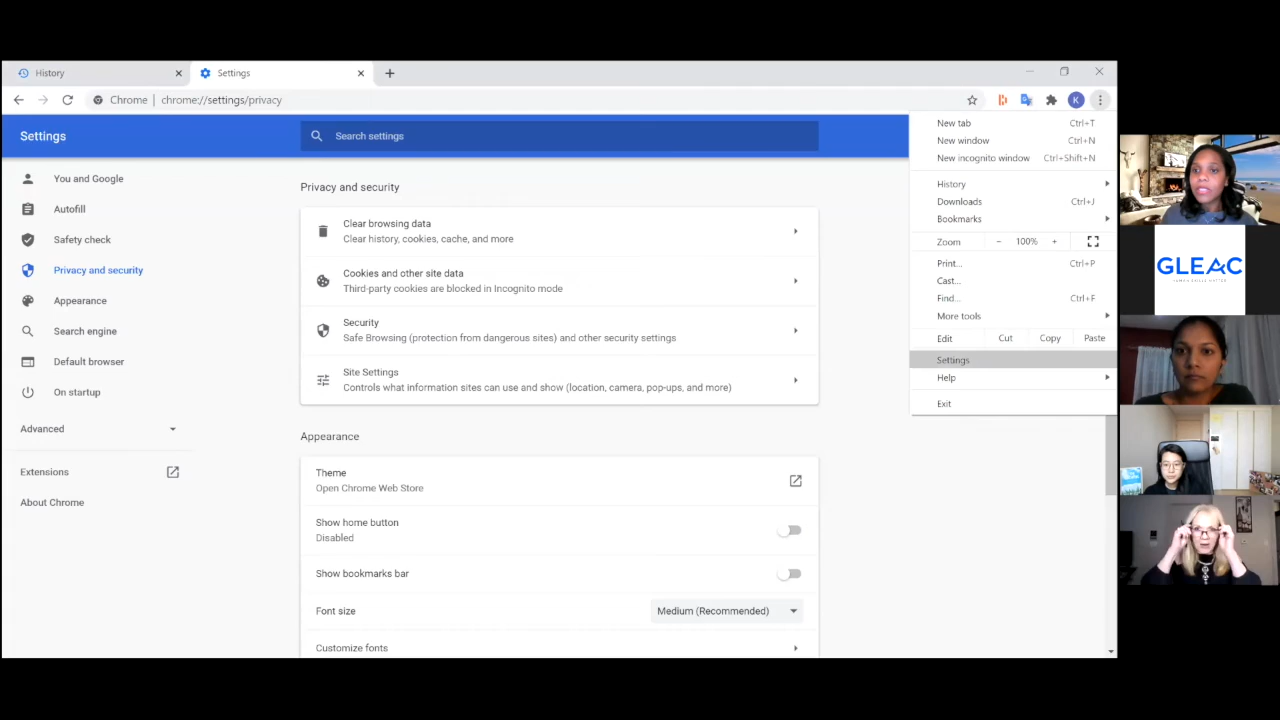 History
Settings
Chrome | chrome://settings/privacy
K
Settings
Search settings
You and Google
Autofill
Safety check
Privacy and security
Appearance
Search engine
Default browser
On startup
Advanced
Extensions
About Chrome
Privacy and security
Clear browsing data
Clear history, cookies, cache, and more
Cookies and other site data
Third-party cookies are blocked in Incognito mode
Security
Safe Browsing (protection from dangerous sites) and other security settings
Site Settings
Controls what information sites can use and show (location, camera, pop-ups, and more)
Appearance
Theme
Open Chrome Web Store
Show home button
Disabled
Show bookmarks bar
Font size
Medium (Recommended)
Customize fonts
New tab Ctrl+T
New window Ctrl+N
New incognito window Ctrl+Shift+N
History
Downloads Ctrl+J
Bookmarks
Zoom - 100% +
Print... Ctrl+P
Cast...
Find... Ctrl+F
More tools
Edit Cut Copy Paste
Settings
Help
Exit
GLEAC
HUMAN SKILLS MATTER